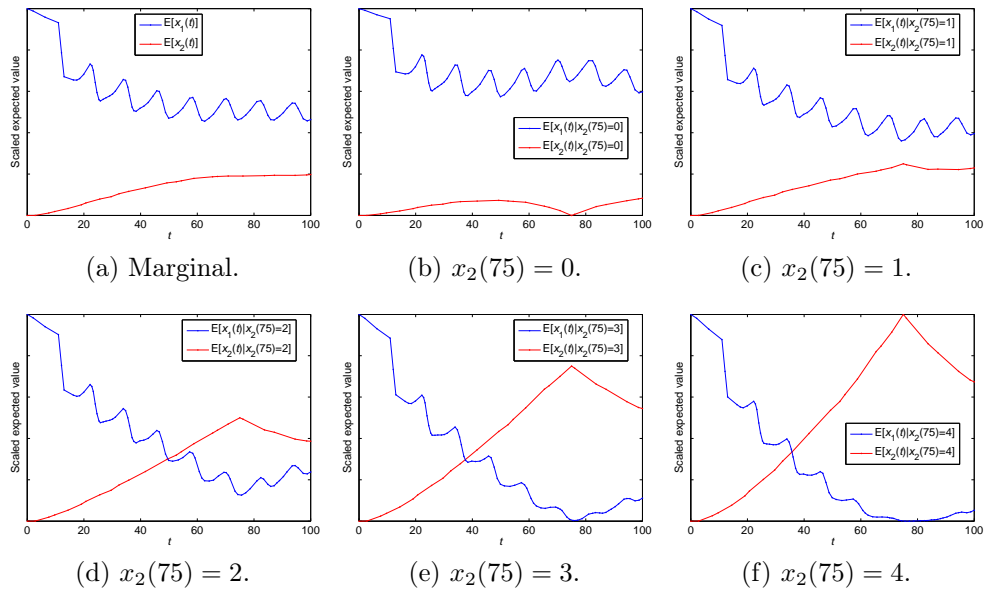 E[x₁(t)]
E[x₂(t)]
Scaled expected value
0 20 40 60 80 100
t
(a) Marginal.
E[x₁(t)|x₂(75)=0]
E[x₂(t)|x₂(75)=0]
Scaled expected value
0 20 40 60 80 100
t
(b) x₂(75) = 0.
E[x₁(t)|x₂(75)=1]
E[x₂(t)|x₂(75)=1]
Scaled expected value
0 20 40 60 80 100
t
(c) x₂(75) = 1.
E[x₁(t)|x₂(75)=2]
E[x₂(t)|x₂(75)=2]
Scaled expected value
0 20 40 60 80 100
t
(d) x₂(75) = 2.
E[x₁(t)|x₂(75)=3]
E[x₂(t)|x₂(75)=3]
Scaled expected value
0 20 40 60 80 100
t
(e) x₂(75) = 3.
E[x₁(t)|x₂(75)=4]
E[x₂(t)|x₂(75)=4]
Scaled expected value
0 20 40 60 80 100
t
(f) x₂(75) = 4.